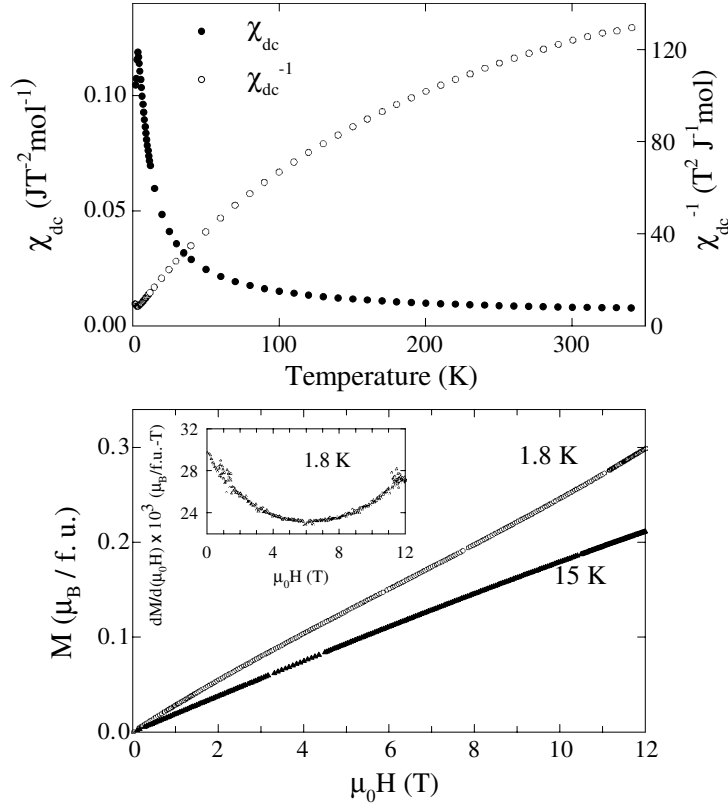 χdc
χdc-1
χdc (JT-2mol-1)
0.10
0.05
0.00
χdc-1 (T2 J-1mol)
120
80
40
0
0
100
200
300
Temperature (K)
M (μB / f. u.)
0.3
0.2
0.1
0.0
dM/d(μ0H) x 103 (μB/f.u.-T)
32
28
24
1.8 K
0
4
8
12
μ0H (T)
1.8 K
15 K
0
2
4
6
8
10
12
μ0H (T)